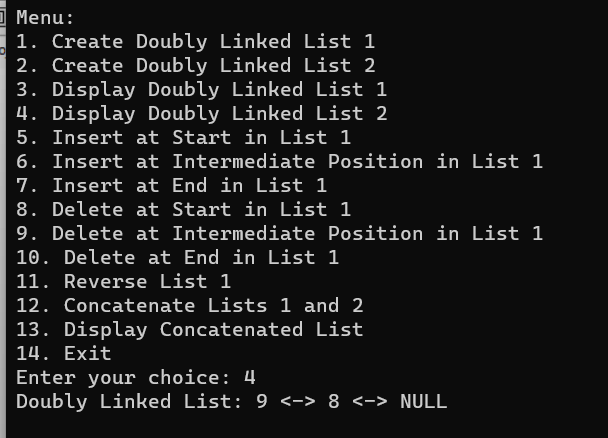 Menu:
1. Create Doubly Linked List 1
2. Create Doubly Linked List 2
3. Display Doubly Linked List 1
4. Display Doubly Linked List 2
5. Insert at Start in List 1
6. Insert at Intermediate Position in List 1
7. Insert at End in List 1
8. Delete at Start in List 1
9. Delete at Intermediate Position in List 1
10. Delete at End in List 1
11. Reverse List 1
12. Concatenate Lists 1 and 2
13. Display Concatenated List
14. Exit
Enter your choice: 4
Doubly Linked List: 9 <-> 8 <-> NULL